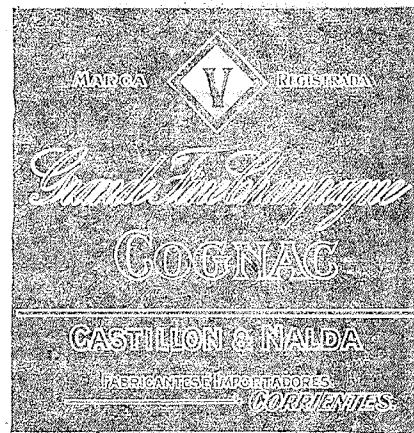 MARCA V REGISTRADA
Grande Fine Champagne
COGNAC
CASTILLON & NALDA
FABRICANTES E IMPORTADORES
CORRIENTES